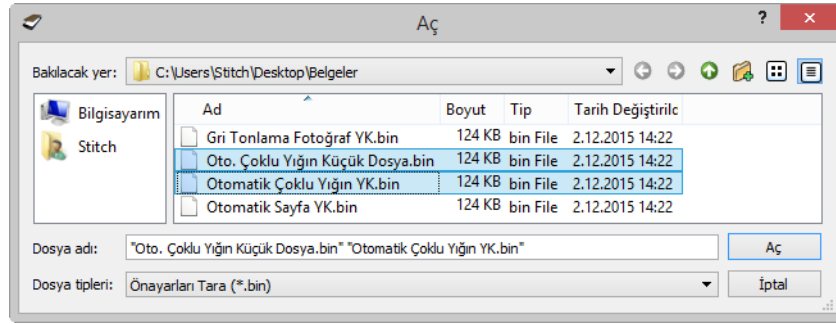 Aç
?
Bakılacak yer: C:\Users\Stitch\Desktop\Belgeler
Bilgisayarım
Stitch
Ad Boyut Tip Tarih Değiştirilc
Gri Tonlama Fotoğraf YK.bin 124 KB bin File 2.12.2015 14:22
Oto. Çoklu Yığın Küçük Dosya.bin 124 KB bin File 2.12.2015 14:22
Otomatik Çoklu Yığın YK.bin 124 KB bin File 2.12.2015 14:22
Otomatik Sayfa YK.bin 124 KB bin File 2.12.2015 14:22
Dosya adı: "Oto. Çoklu Yığın Küçük Dosya.bin" "Otomatik Çoklu Yığın YK.bin" Aç
Dosya tipleri: Önayarları Tara (*.bin) İptal